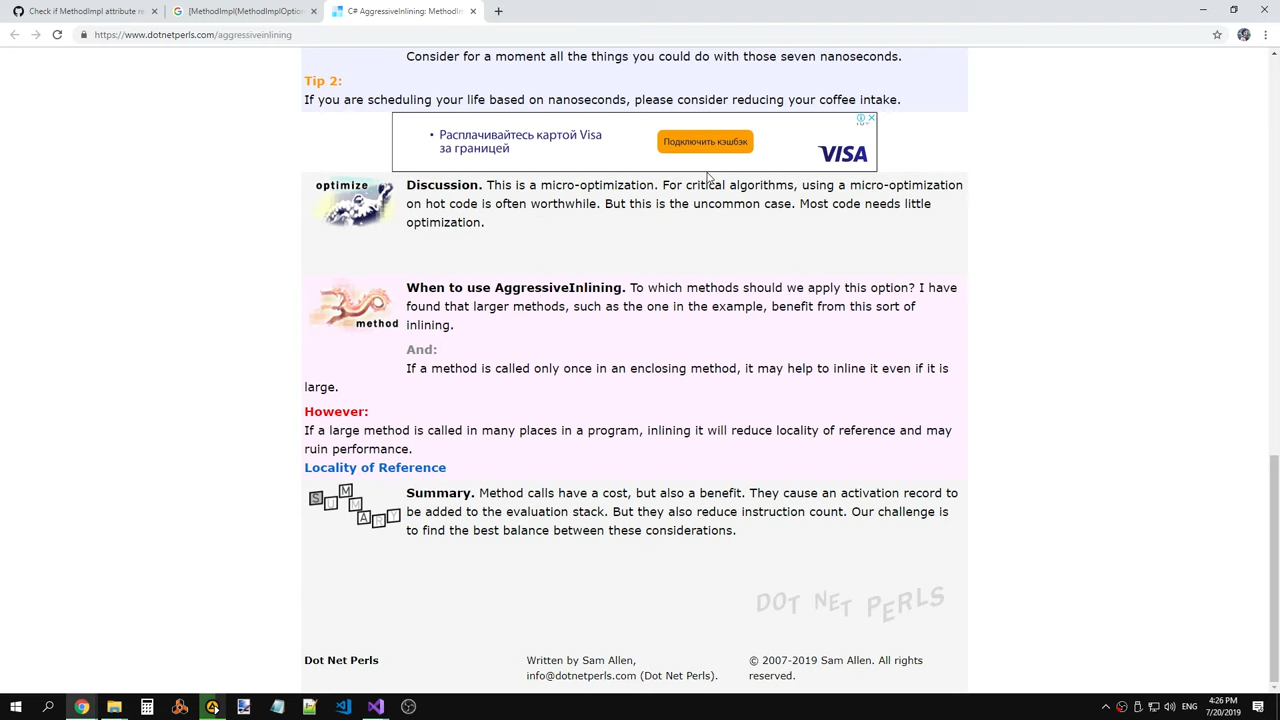 Check if MethodImpl attribute re
[MethodImpl(MethodImplOption
C# AggressiveInlining: MethodIm
https://www.dotnetperls.com/aggressiveinlining
Consider for a moment all the things you could do with those seven nanoseconds.
Tip 2:
If you are scheduling your life based on nanoseconds, please consider reducing your coffee intake.
• Расплачивайтесь картой Visa
за границей
Подключить кэшбэк
VISA
optimize
Discussion. This is a micro-optimization. For critical algorithms, using a micro-optimization
on hot code is often worthwhile. But this is the uncommon case. Most code needs little
optimization.
method
When to use AggressiveInlining. To which methods should we apply this option? I have
found that larger methods, such as the one in the example, benefit from this sort of
inlining.
And:
If a method is called only once in an enclosing method, it may help to inline it even if it is
large.
However:
If a large method is called in many places in a program, inlining it will reduce locality of reference and may
ruin performance.
Locality of Reference
SUMMARY
Summary. Method calls have a cost, but also a benefit. They cause an activation record to
be added to the evaluation stack. But they also reduce instruction count. Our challenge is
to find the best balance between these considerations.
DOT NET PERLS
Dot Net Perls
Written by Sam Allen,
info@dotnetperls.com (Dot Net Perls).
© 2007-2019 Sam Allen. All rights
reserved.
ENG
4:26 PM
7/20/2019